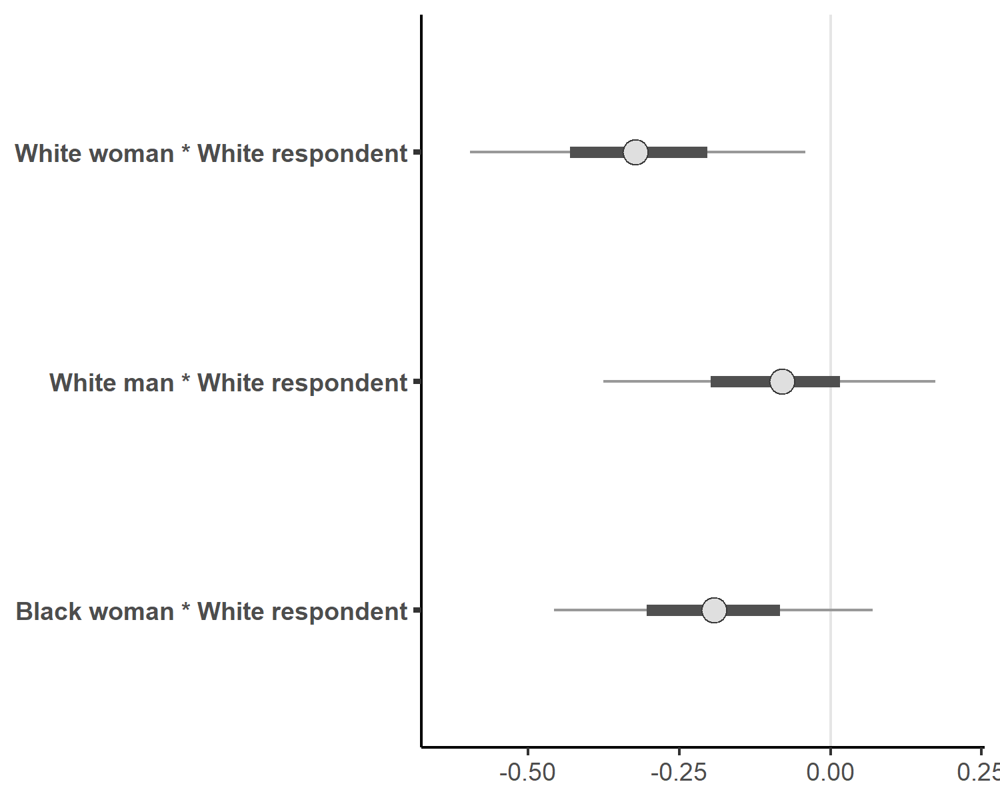 White woman * White respondent
White man * White respondent
Black woman * White respondent
-0.50 -0.25 0.00 0.25